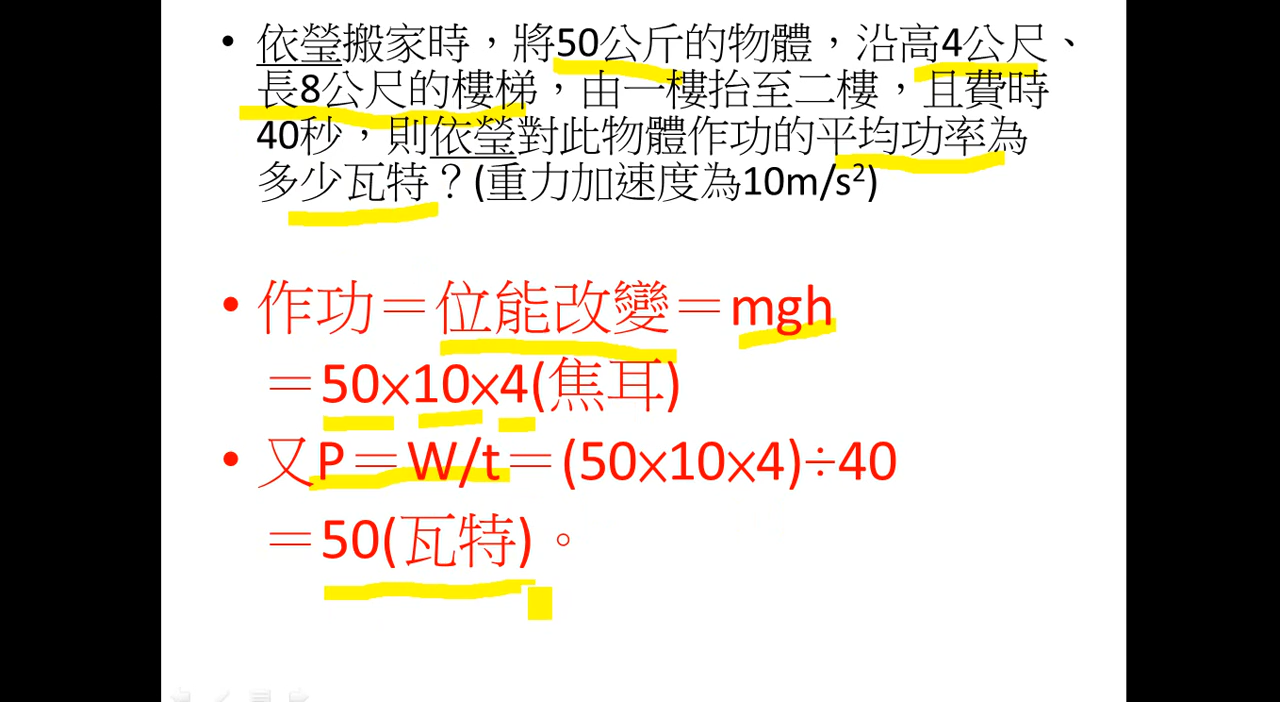 • 依瑩搬家時，將50公斤的物體，沿高4公尺、
長8公尺的樓梯，由一樓抬至二樓，且費時
40秒，則依瑩對此物體作功的平均功率為
多少瓦特？(重力加速度為10m/s²)
• 作功＝位能改變＝mgh
＝50×10×4(焦耳)
• 又P＝W/t＝(50×10×4)÷40
＝50(瓦特)。